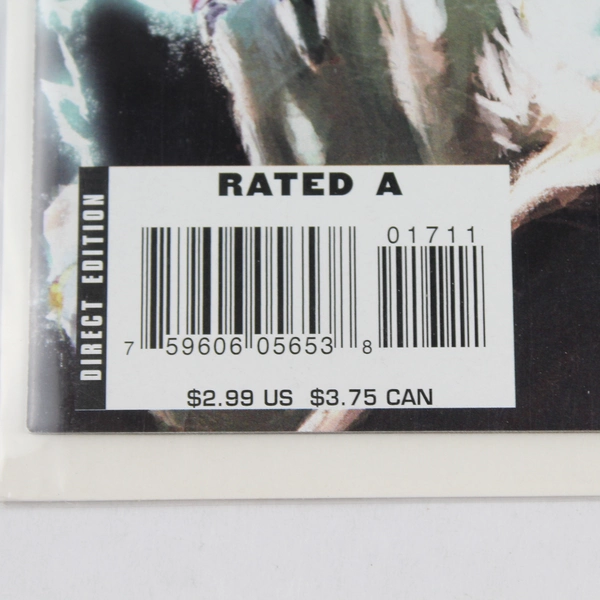 RATED A
DIRECT EDITION
01711
7 59606 05653 8
$2.99 US $3.75 CAN